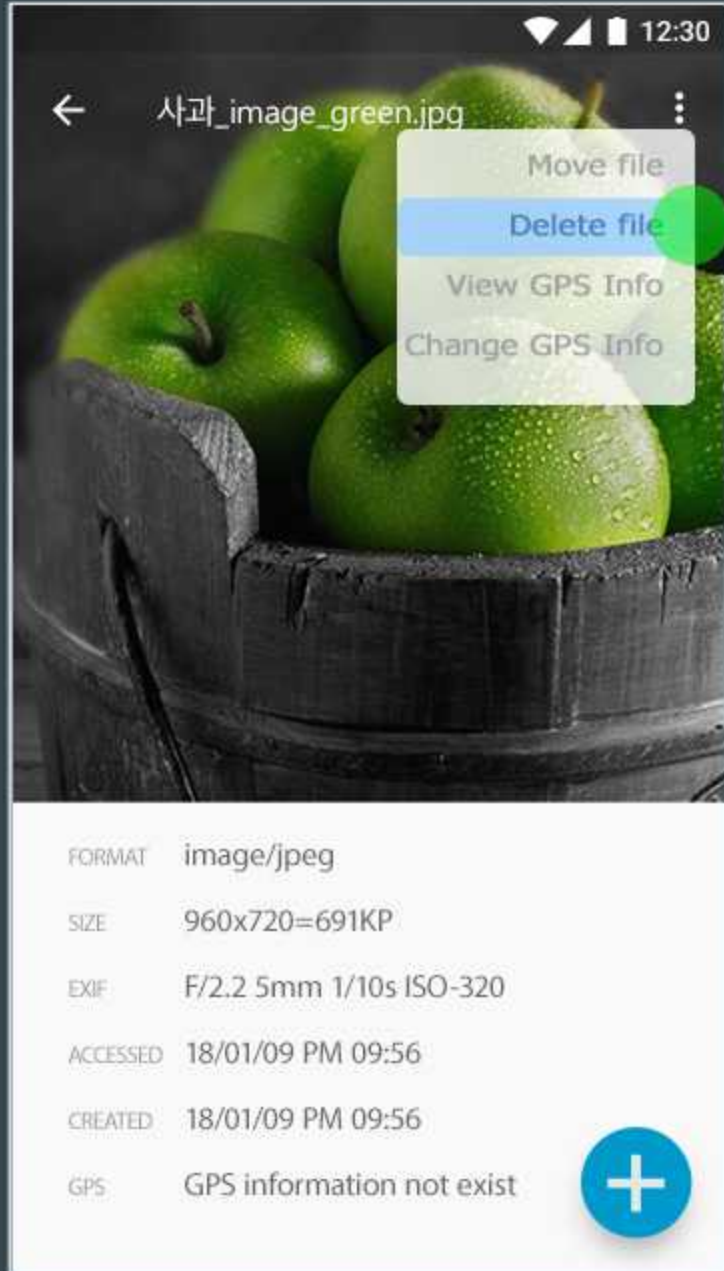 12:30
사과_image_green.jpg
Move file
Delete file
View GPS Info
Change GPS Info
FORMAT image/jpeg
SIZE 960x720=691KP
EXIF F/2.2 5mm 1/10s ISO-320
ACCESSED 18/01/09 PM 09:56
CREATED 18/01/09 PM 09:56
GPS GPS information not exist